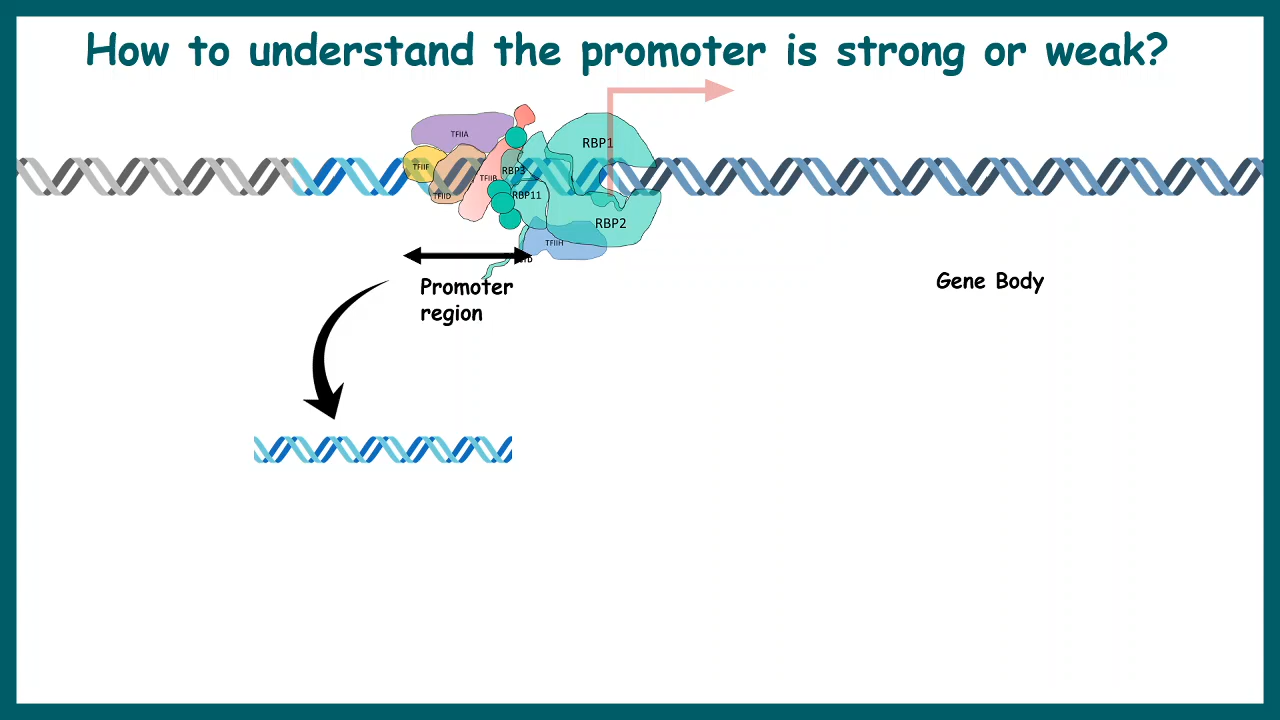 How to understand the promoter is strong or weak?
TFIIA
RBP1
TFIIF
RBP3
TFIIB
TFIID
RBP11
RBP2
TFIIH
Promoter
region
Gene Body